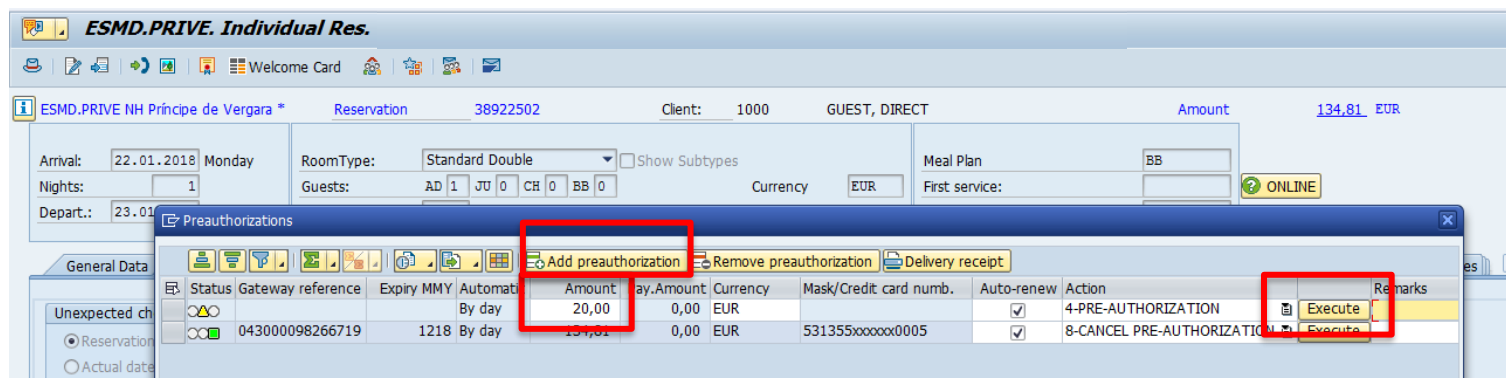 ESMD.PRIVE. Individual Res.
Welcome Card
ESMD.PRIVE NH Príncipe de Vergara * Reservation 38922502 Client: 1000 GUEST, DIRECT Amount 134,81 EUR
Arrival: 22.01.2018 Monday RoomType: Standard Double Show Subtypes Meal Plan BB
Nights: 1 Guests: AD 1 JU 0 CH 0 BB 0 Currency EUR First service: ONLINE
Depart.: 23.01
Preauthorizations
General Data Add preauthorization Remove preauthorization Delivery receipt es
Status Gateway reference Expiry MMY Automati Amount Pay.Amount Currency Mask/Credit card numb. Auto-renew Action Remarks
Unexpected ch By day 20,00 0,00 EUR 4-PRE-AUTHORIZATION Execute
Reservation 043000098266719 1218 By day 134,81 0,00 EUR 531355xxxxxx0005 8-CANCEL PRE-AUTHORIZATION Execute
Actual date